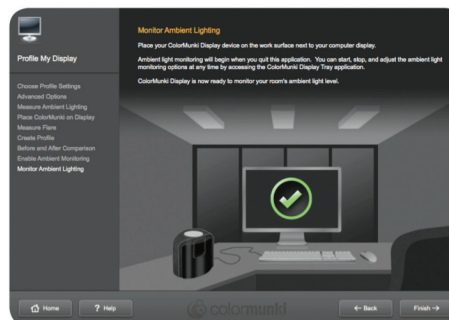 Profile My Display
Choose Profile Settings
Advanced Options
Measure Ambient Lighting
Place ColorMunki on Display
Measure Flare
Create Profile
Before and After Comparison
Enable Ambient Monitoring
Monitor Ambient Lighting
Monitor Ambient Lighting
Place your ColorMunki Display device on the work surface next to your computer display.
Ambient light monitoring will begin when you quit this application. You can start, stop, and adjust the ambient light
monitoring options at any time by accessing the ColorMunki Display Tray application.
ColorMunki Display is now ready to monitor your room's ambient light level.
Home
? Help
colormunki
← Back
Finish →